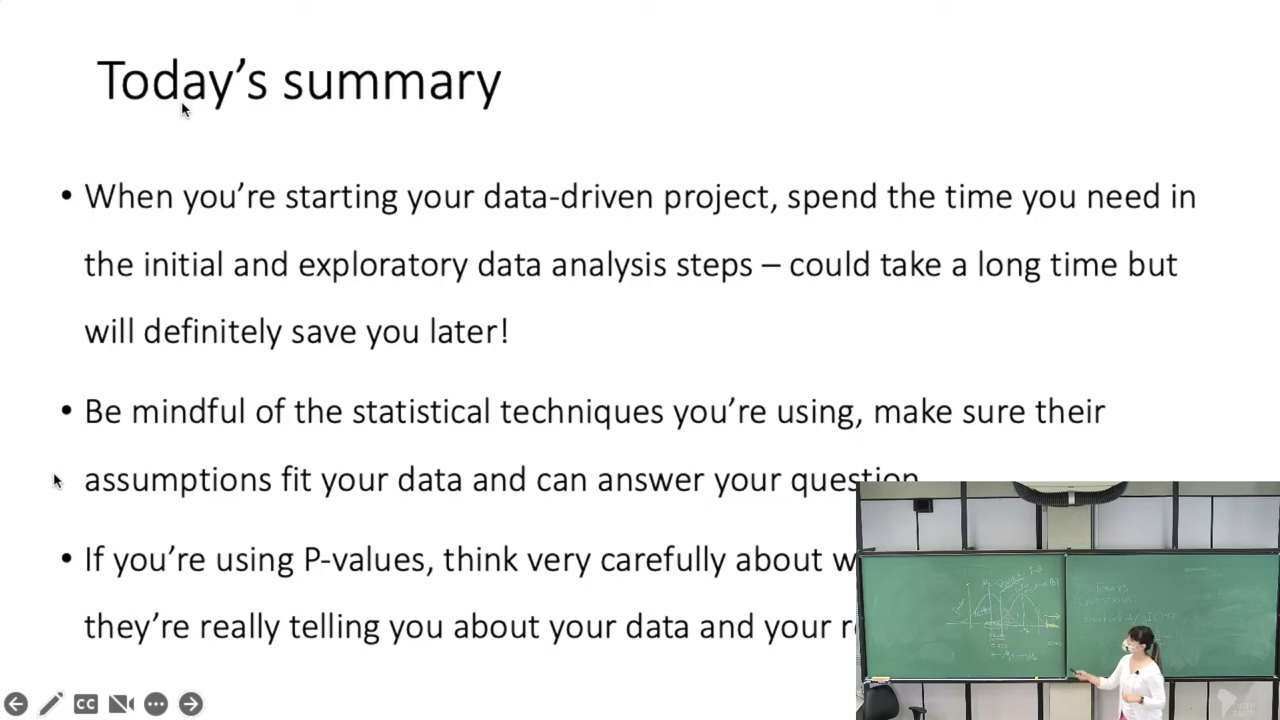 Today’s summary
• When you’re starting your data-driven project, spend the time you need in
the initial and exploratory data analysis steps – could take a long time but
will definitely save you later!
• Be mindful of the statistical techniques you’re using, make sure their
assumptions fit your data and can answer your question
• If you’re using P-values, think very carefully about
they’re really telling you about your data and your
CC